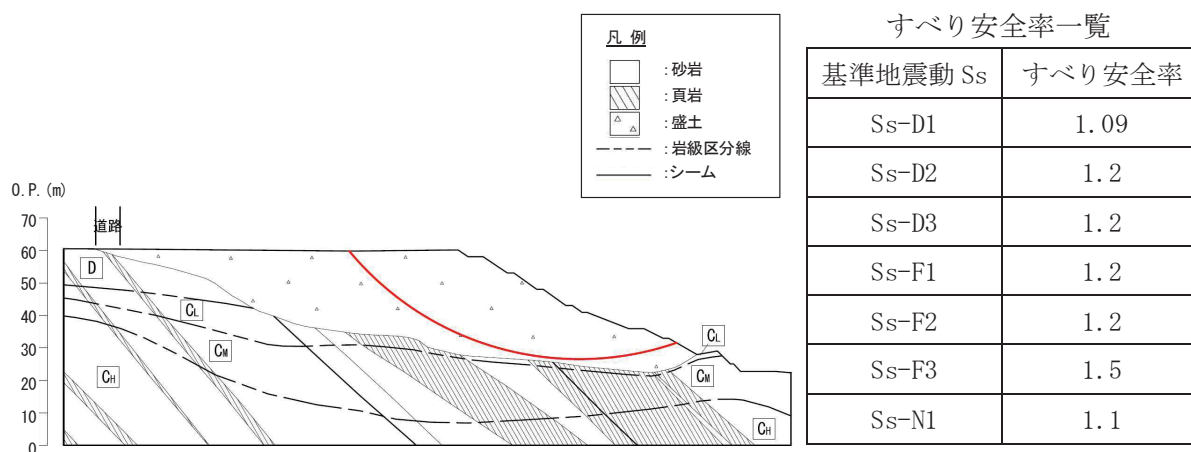 凡 例
:砂岩
:頁岩
:盛土
:岩級区分線
:シーム
すべり安全率一覧
基準地震動 Ss すべり安全率
Ss-D1 1.09
Ss-D2 1.2
Ss-D3 1.2
Ss-F1 1.2
Ss-F2 1.2
Ss-F3 1.5
Ss-N1 1.1
O.P.(m)
70
60
50
40
30
20
10
0
道路
D
CL
CM
CH
CL
CM
CH